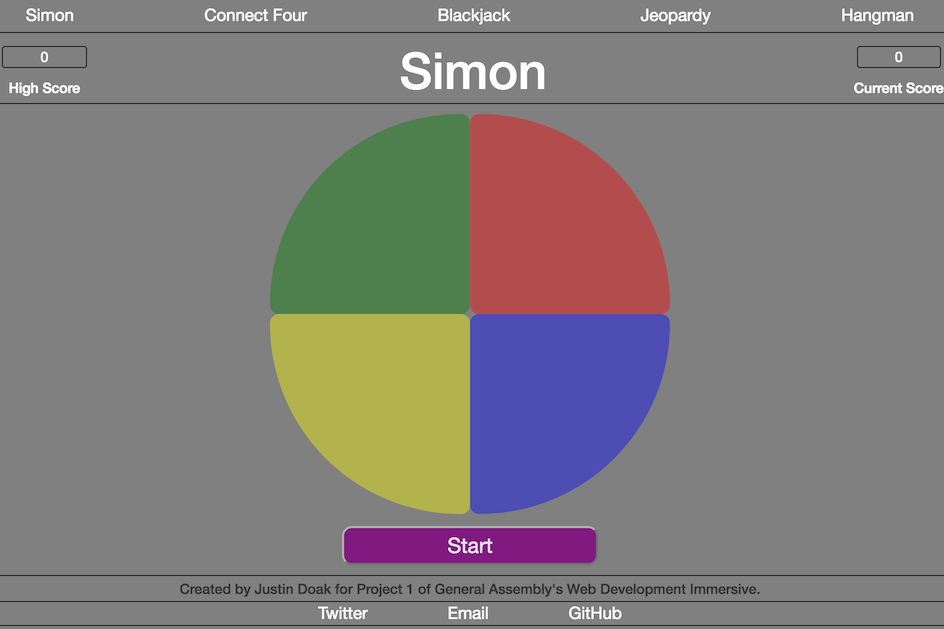 Simon Connect Four Blackjack Jeopardy Hangman
0 Simon 0
High Score Current Score
Start
Created by Justin Doak for Project 1 of General Assembly's Web Development Immersive.
Twitter Email GitHub